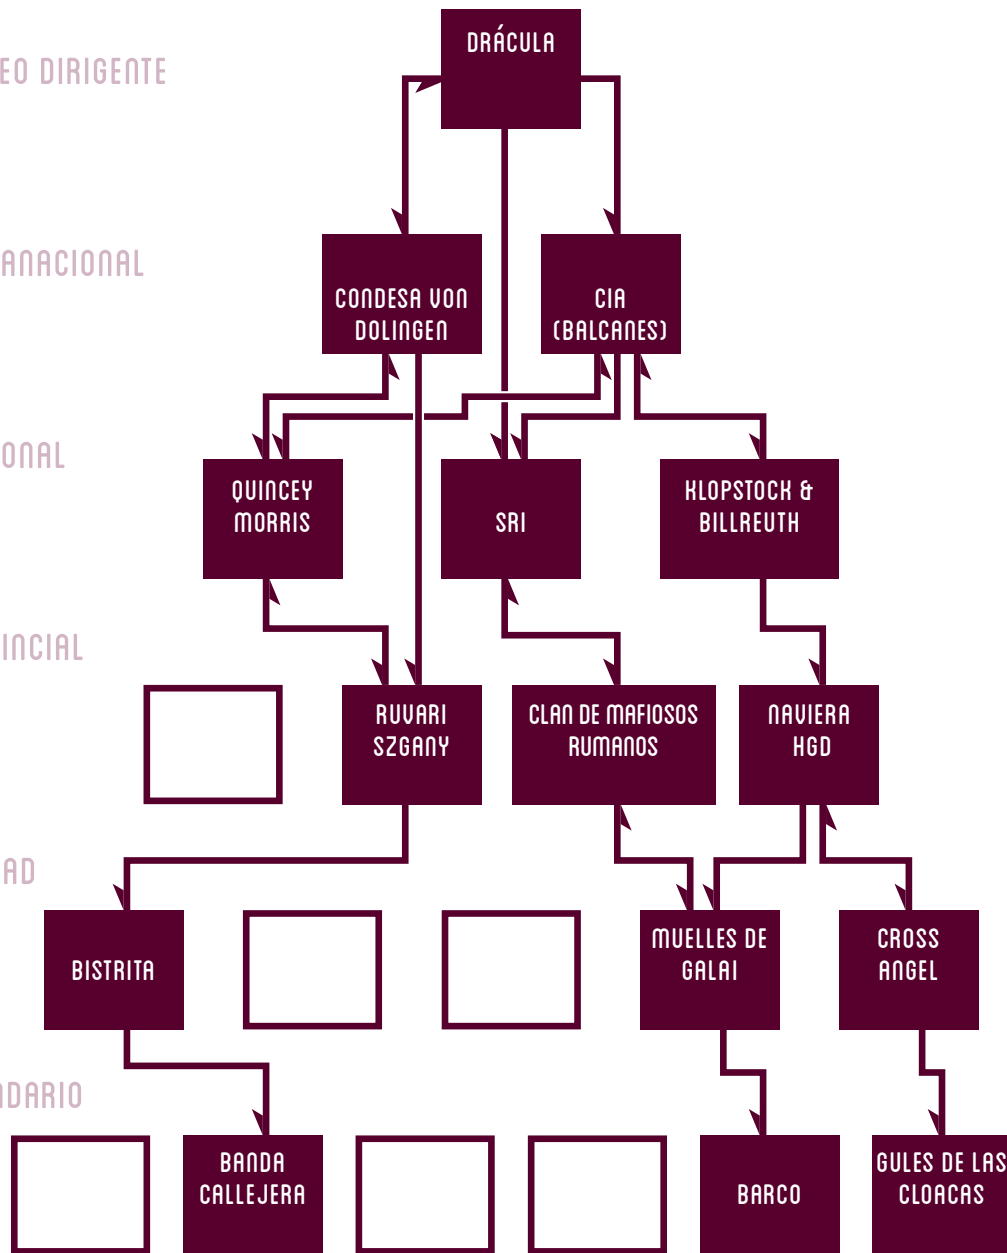 DRÁCULA
EO DIRIGENTE
ANACIONAL
CONDESA VON
DOLINGEN
CIA
(BALCANES)
ONAL
QUINCEY
MORRIS
SRI
KLOPSTOCK &
BILLREUTH
INCIAL
RUVARI
SZGANY
CLAN DE MAFIOSOS
RUMANOS
NAVIERA
HGD
AD
BISTRITA
MUELLES DE
GALAI
CROSS
ANGEL
NDARIO
BANDA
CALLEJERA
BARCO
GULES DE LAS
CLOACAS